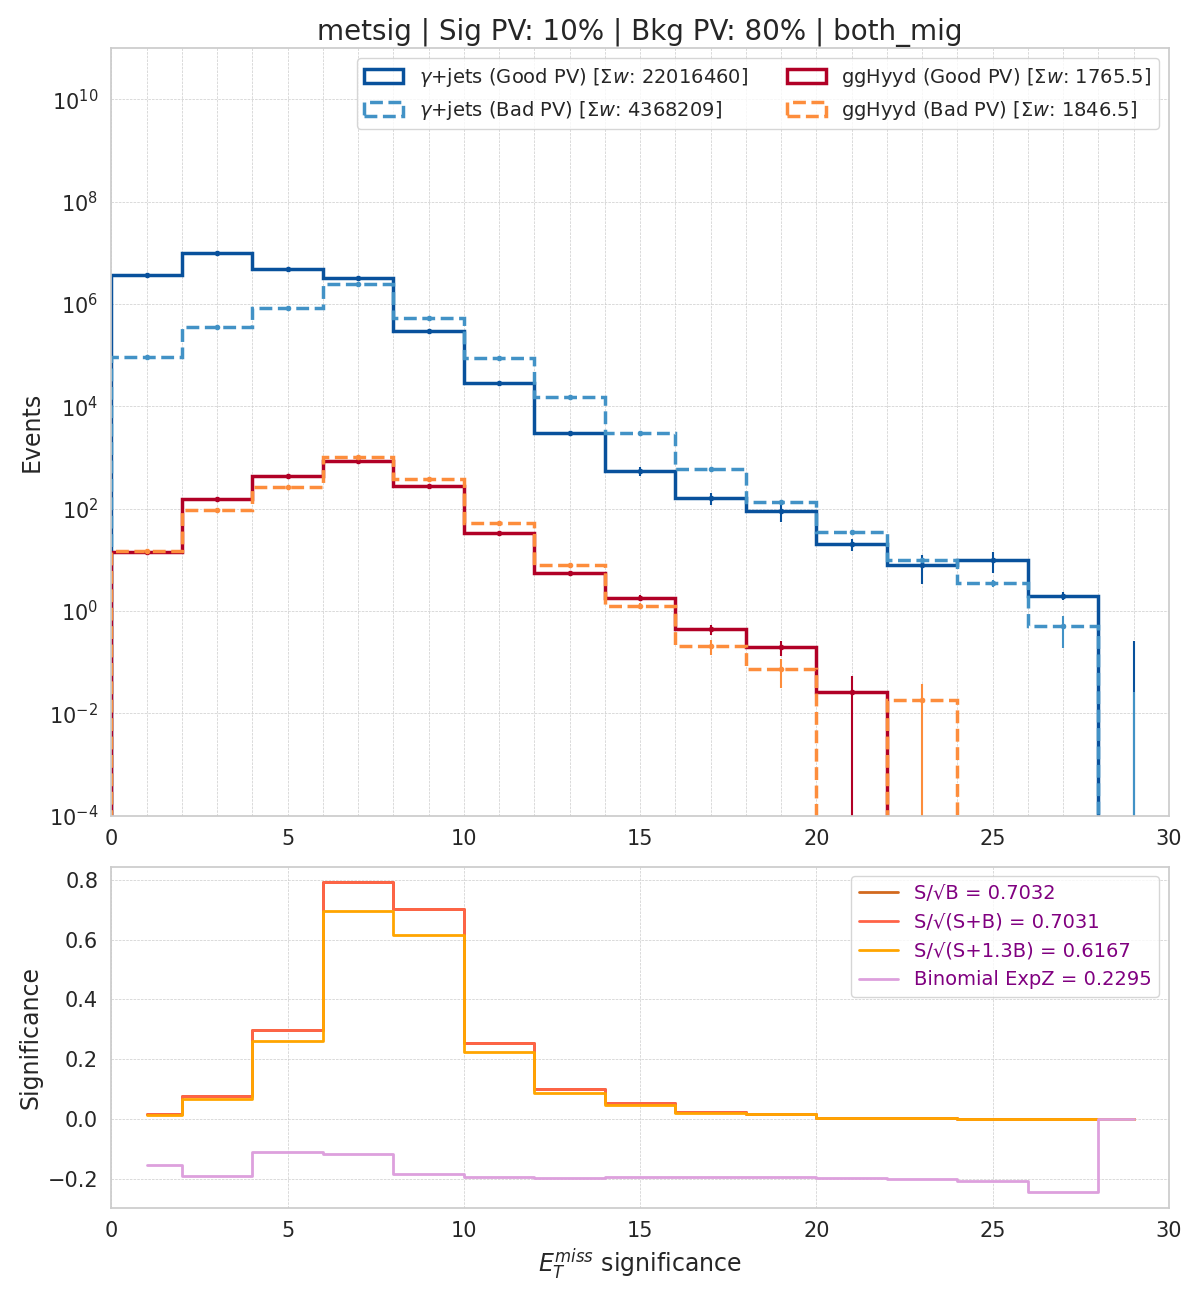 metsig | Sig PV: 10% | Bkg PV: 80% | both_mig
γ+jets (Good PV) [Σw: 22016460]
γ+jets (Bad PV) [Σw: 4368209]
ggHyyd (Good PV) [Σw: 1765.5]
ggHyyd (Bad PV) [Σw: 1846.5]
Events
10^10
10^8
10^6
10^4
10^2
10^0
10^−2
10^−4
0 5 10 15 20 25 30
Significance
0.8
0.6
0.4
0.2
0.0
−0.2
S/√B = 0.7032
S/√(S+B) = 0.7031
S/√(S+1.3B) = 0.6167
Binomial ExpZ = 0.2295
0 5 10 15 20 25 30
E_T^miss significance